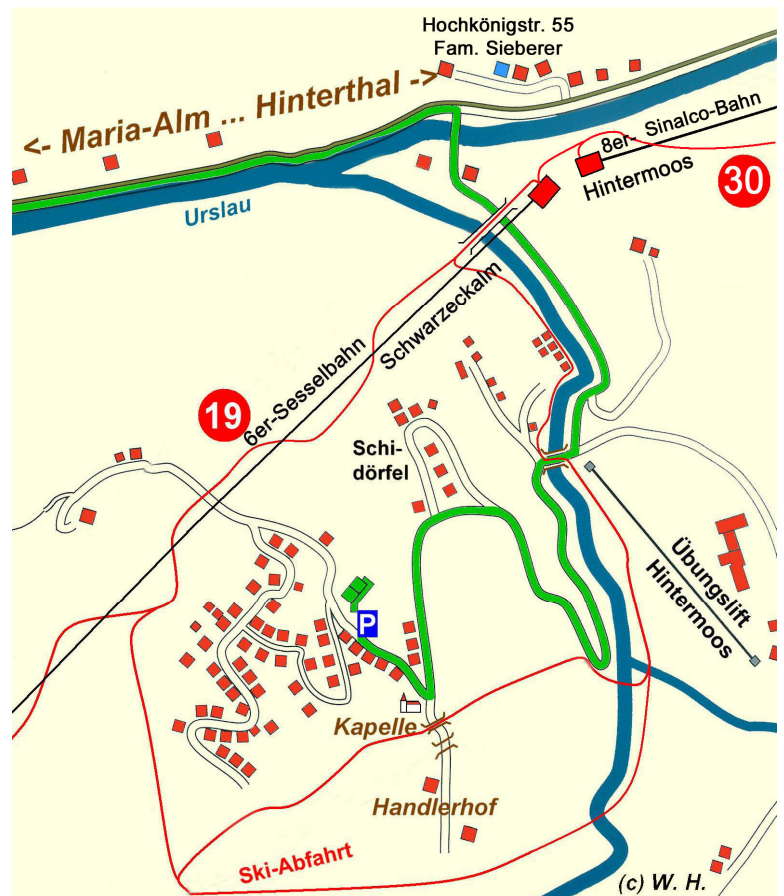 Hochkönigstr. 55
Fam. Sieberer
<- Maria-Alm ... Hinterthal ->
8er- Sinalco-Bahn
Hintermoos
30
Urslau
Schwarzeckalm
6er-Sesselbahn
19
Schi-
dörfel
Übungslift
Hintermoos
P
Kapelle
Handlerhof
Ski-Abfahrt
(c) W. H.